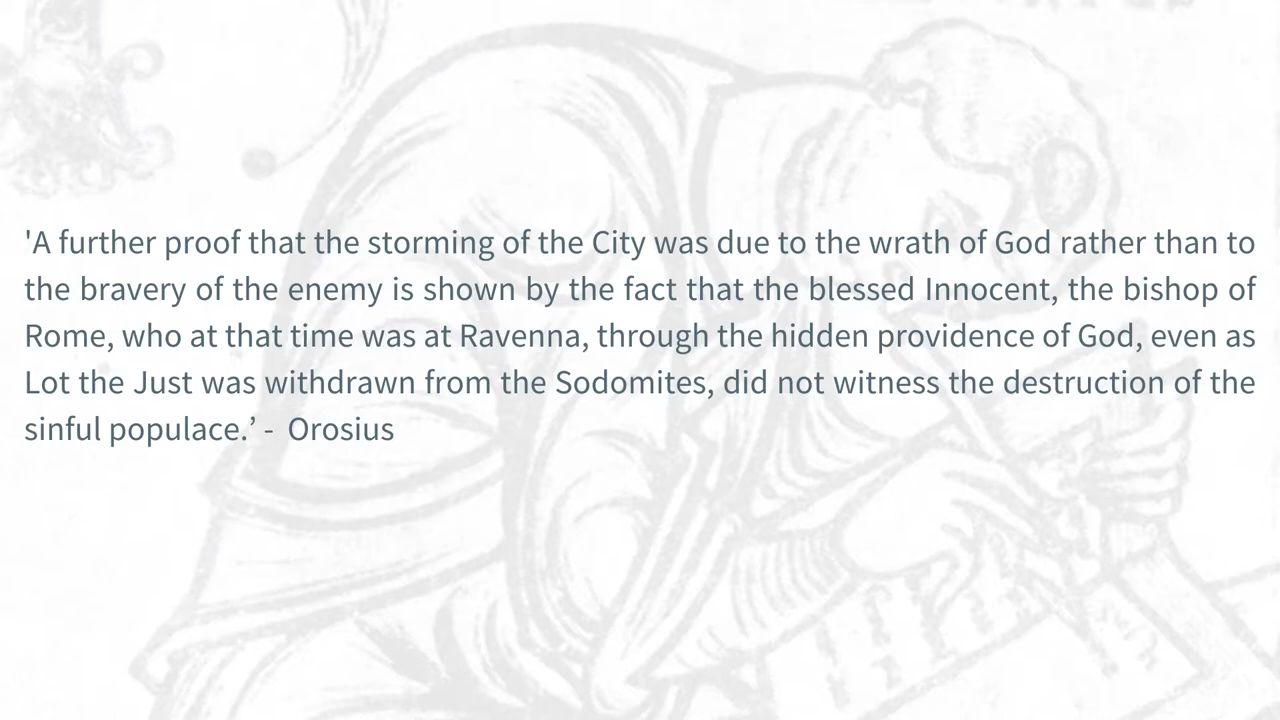 'A further proof that the storming of the City was due to the wrath of God rather than to
the bravery of the enemy is shown by the fact that the blessed Innocent, the bishop of
Rome, who at that time was at Ravenna, through the hidden providence of God, even as
Lot the Just was withdrawn from the Sodomites, did not witness the destruction of the
sinful populace.’ -  Orosius